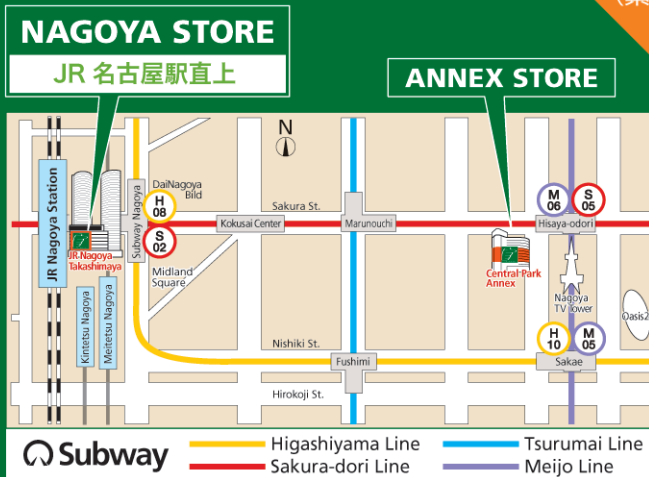 NAGOYA STORE
JR 名古屋駅直上
ANNEX STORE
N
JR Nagoya Station
DaiNagoya
Bild
Subway Nagoya
H
08
S
02
Sakura St.
Kokusai Center
Marunouchi
M
06
S
05
Hisaya-odori
JR Nagoya
Takashimaya
Midland
Square
Central Park
Annex
Nagoya
TV Tower
Oasis2
Kintetsu Nagoya
Meitetsu Nagoya
Nishiki St.
Fushimi
H
10
M
05
Sakae
Hirokoji St.
Subway
Higashiyama Line
Tsurumai Line
Sakura-dori Line
Meijo Line